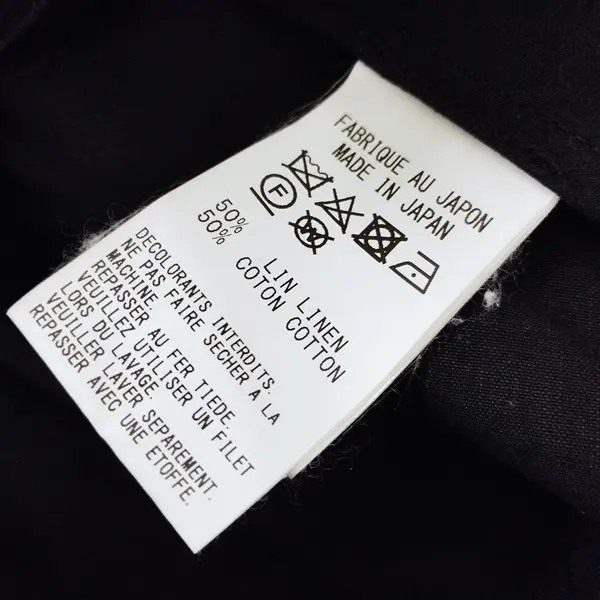 FABRIQUE AU JAPON
MADE IN JAPAN
F
W
50% LIN LINEN
50% COTON COTTON
DECOLORANTS INTERDITS.
NE PAS FAIRE SECHER A LA
MACHINE.
REPASSER AU FER TIEDE.
VEUILLEZ UTILISER UN FILET
LORS DU LAVAGE.
VEUILLER LAVER SEPAREMENT.
REPASSER AVEC UNE ETOFFE.